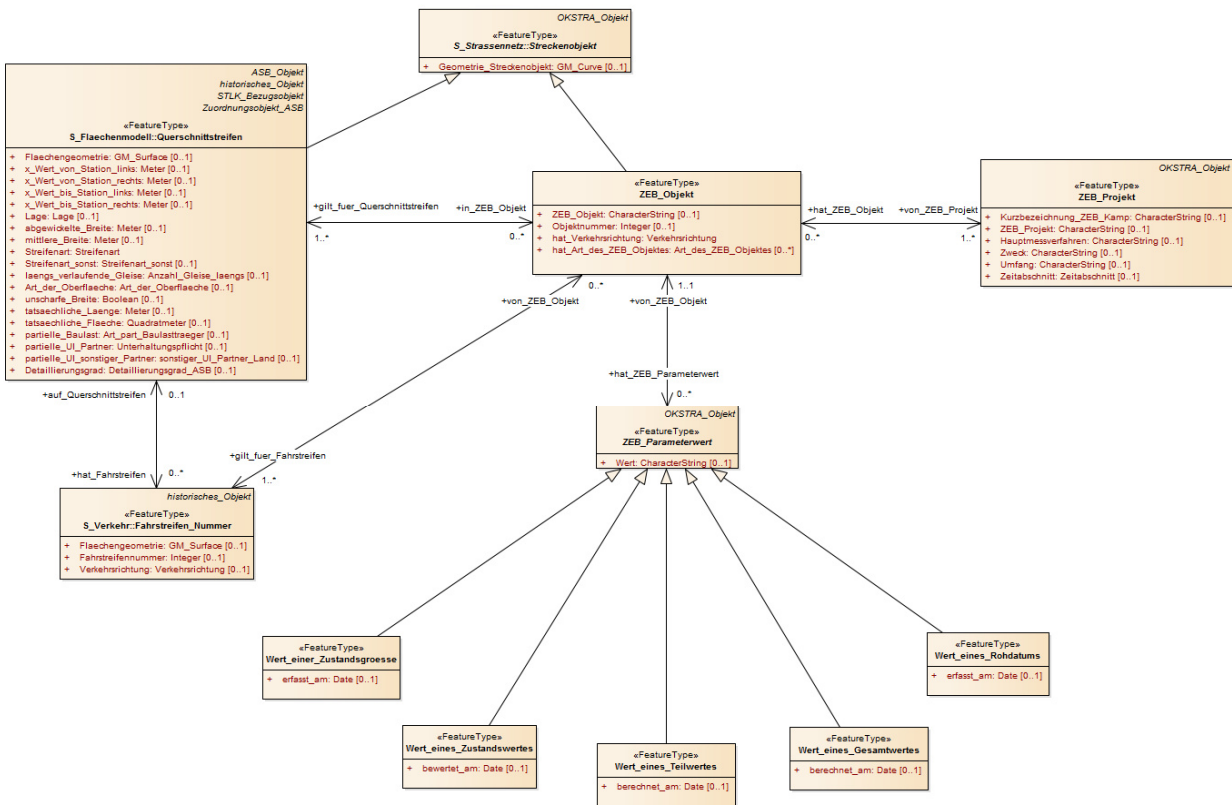 OKSTRA_Objekt
«FeatureType»
S_Strassennetz::Streckenobjekt
+ Geometrie_Streckenobjekt: GM_Curve [0..1]
ASB_Objekt
historisches_Objekt
STLK_Bezugsobjekt
Zuordnungsobjekt_ASB
«FeatureType»
S_Flaechenmodell::Querschnittstreifen
+ Flaechengeometrie: GM_Surface [0..1]
+ x_Wert_von_Station_links: Meter [0..1]
+ x_Wert_von_Station_rechts: Meter [0..1]
+ x_Wert_bis_Station_links: Meter [0..1]
+ x_Wert_bis_Station_rechts: Meter [0..1]
+ Lage: Lage [0..1]
+ abgewickelte_Breite: Meter [0..1]
+ mittlere_Breite: Meter [0..1]
+ Streifenart: Streifenart
+ Streifenart_sonst: Streifenart_sonst [0..1]
+ laengs_verlaufende_Gleise: Anzahl_Gleise_laengs [0..1]
+ Art_der_Oberflaeche: Art_der_Oberflaeche [0..1]
+ unscharfe_Breite: Boolean [0..1]
+ tatsaechliche_Laenge: Meter [0..1]
+ tatsaechliche_Flaeche: Quadratmeter [0..1]
+ partielle_Baulast: Art_part_Baulasttraeger [0..1]
+ partielle_UI_Partner: Unterhaltungspflicht [0..1]
+ partielle_UI_sonstiger_Partner: sonstiger_UI_Partner_Land [0..1]
+ Detaillierungsgrad: Detaillierungsgrad_ASB [0..1]
+gilt_fuer_Querschnittstreifen
1..*
+in_ZEB_Objekt
0..*
«FeatureType»
ZEB_Objekt
+ ZEB_Objekt: CharacterString [0..1]
+ Objektnummer: Integer [0..1]
+ hat_Verkehrsrichtung: Verkehrsrichtung
+ hat_Art_des_ZEB_Objektes: Art_des_ZEB_Objektes [0..*]
+hat_ZEB_Objekt
0..*
+von_ZEB_Projekt
1..*
OKSTRA_Objekt
«FeatureType»
ZEB_Projekt
+ Kurzbezeichnung_ZEB_Kamp: CharacterString [0..1]
+ ZEB_Projekt: CharacterString [0..1]
+ Hauptmessverfahren: CharacterString [0..1]
+ Zweck: CharacterString [0..1]
+ Umfang: CharacterString [0..1]
+ Zeitabschnitt: Zeitabschnitt [0..1]
0..*
+von_ZEB_Objekt
1..1
+von_ZEB_Objekt
+hat_ZEB_Parameterwert
0..*
+auf_Querschnittstreifen
0..1
+hat_Fahrstreifen
0..*
+gilt_fuer_Fahrstreifen
1..*
OKSTRA_Objekt
«FeatureType»
ZEB_Parameterwert
+ Wert: CharacterString [0..1]
historisches_Objekt
«FeatureType»
S_Verkehr::Fahrstreifen_Nummer
+ Flaechengeometrie: GM_Surface [0..1]
+ Fahrstreifennummer: Integer [0..1]
+ Verkehrsrichtung: Verkehrsrichtung [0..1]
«FeatureType»
Wert_einer_Zustandsgroesse
+ erfasst_am: Date [0..1]
«FeatureType»
Wert_eines_Rohdatums
+ erfasst_am: Date [0..1]
«FeatureType»
Wert_eines_Zustandswertes
+ bewertet_am: Date [0..1]
«FeatureType»
Wert_eines_Teilwertes
+ berechnet_am: Date [0..1]
«FeatureType»
Wert_eines_Gesamtwertes
+ berechnet_am: Date [0..1]